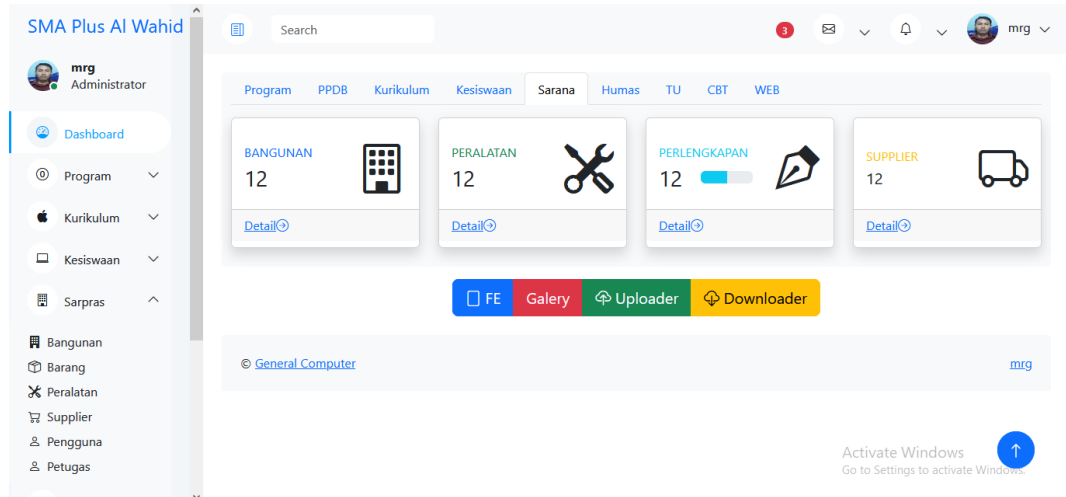 SMA Plus Al Wahid
mrg
Administrator
Dashboard
Program
Kurikulum
Kesiswaan
Sarpras
Bangunan
Barang
Peralatan
Supplier
Pengguna
Petugas
Search
3
mrg
Program PPDB Kurikulum Kesiswaan Sarana Humas TU CBT WEB
BANGUNAN
12
Detail
PERALATAN
12
Detail
PERLENGKAPAN
12
Detail
SUPPLIER
12
Detail
FE Galery Uploader Downloader
© General Computer
mrg
Activate Windows
Go to Settings to activate Windows.